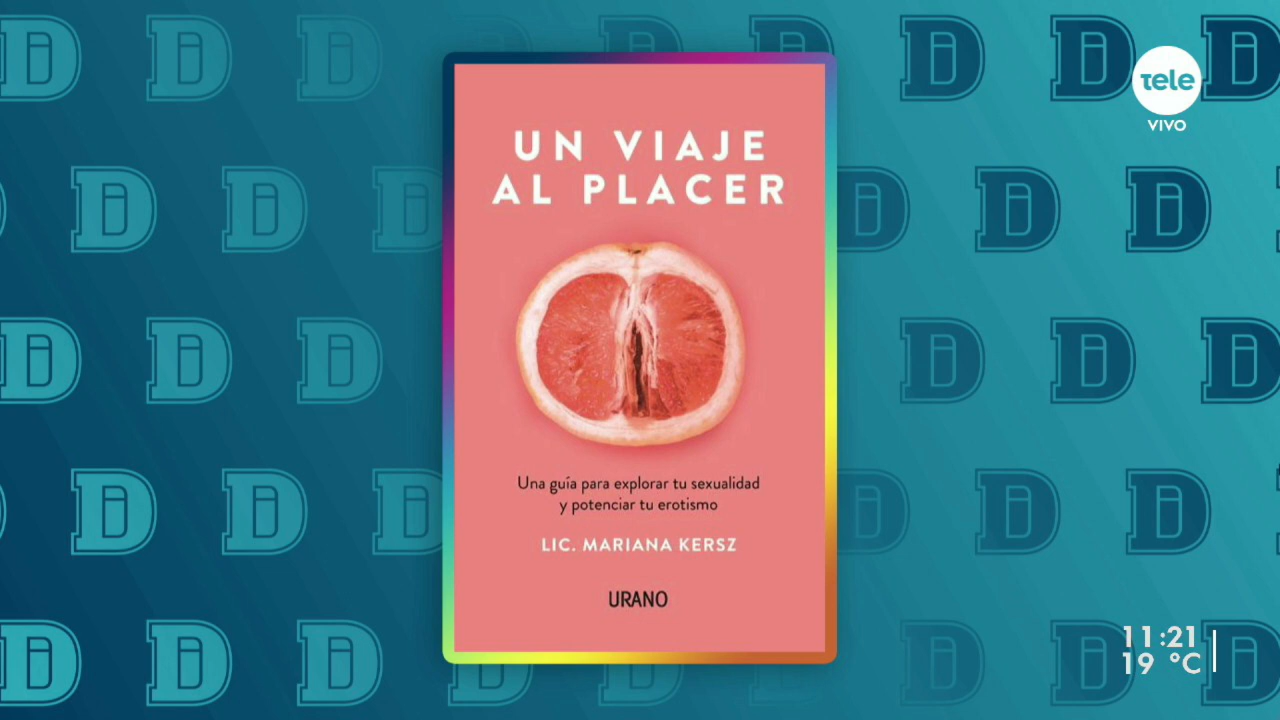 UN VIAJE
AL PLACER
Una guía para explorar tu sexualidad
y potenciar tu erotismo
LIC. MARIANA KERSZ
URANO
tele
VIVO
11:21
19 °C